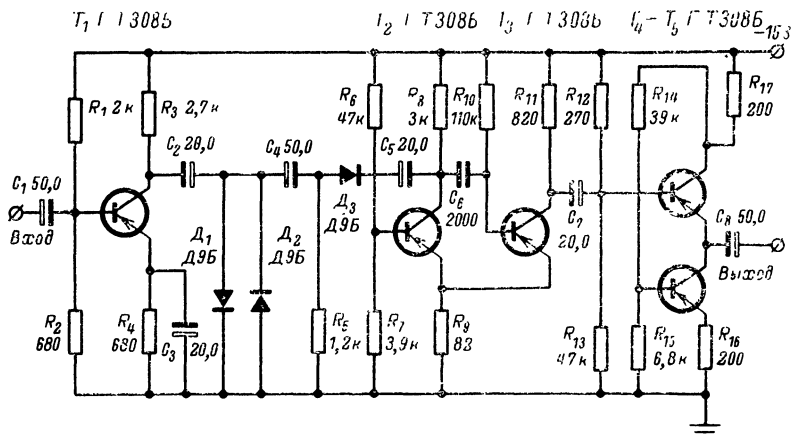 T₁ ГТ308Б T₂ ГТ308Б T₃ ГТ308Б T₄ – T₅ ГТ308Б
–15 В
R₁ 2к
R₃ 2,7к
R₆ 47к
R₈ 3к
R₁₀ 110к
R₁₁ 820
R₁₂ 270
R₁₄ 39к
R₁₇ 200
C₂ 20,0
C₄ 50,0
C₅ 20,0
C₁ 50,0
Вход
Д₃ Д9Б
C₆ 2000
C₇ 20,0
C₈ 50,0
Выход
Д₁ Д9Б
Д₂ Д9Б
R₂ 680
R₄ 680
C₃ 20,0
R₅ 1,2к
R₇ 3,9к
R₉ 82
R₁₃ 47к
R₁₅ 6,8к
R₁₆ 200